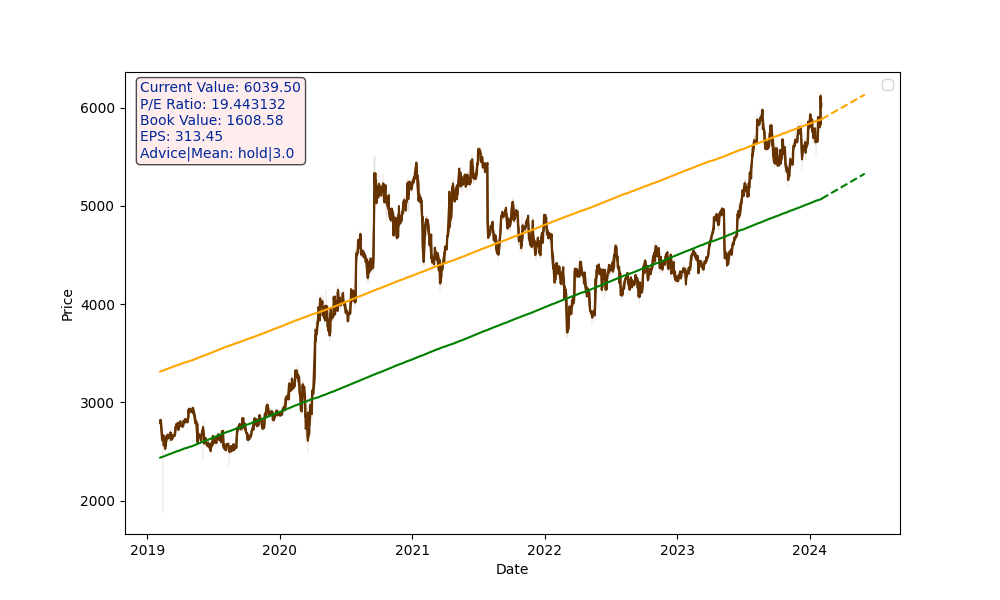 Current Value: 6039.50
P/E Ratio: 19.443132
Book Value: 1608.58
EPS: 313.45
Advice|Mean: hold|3.0
6000
5000
4000
3000
2000
Price
2019 2020 2021 2022 2023 2024
Date